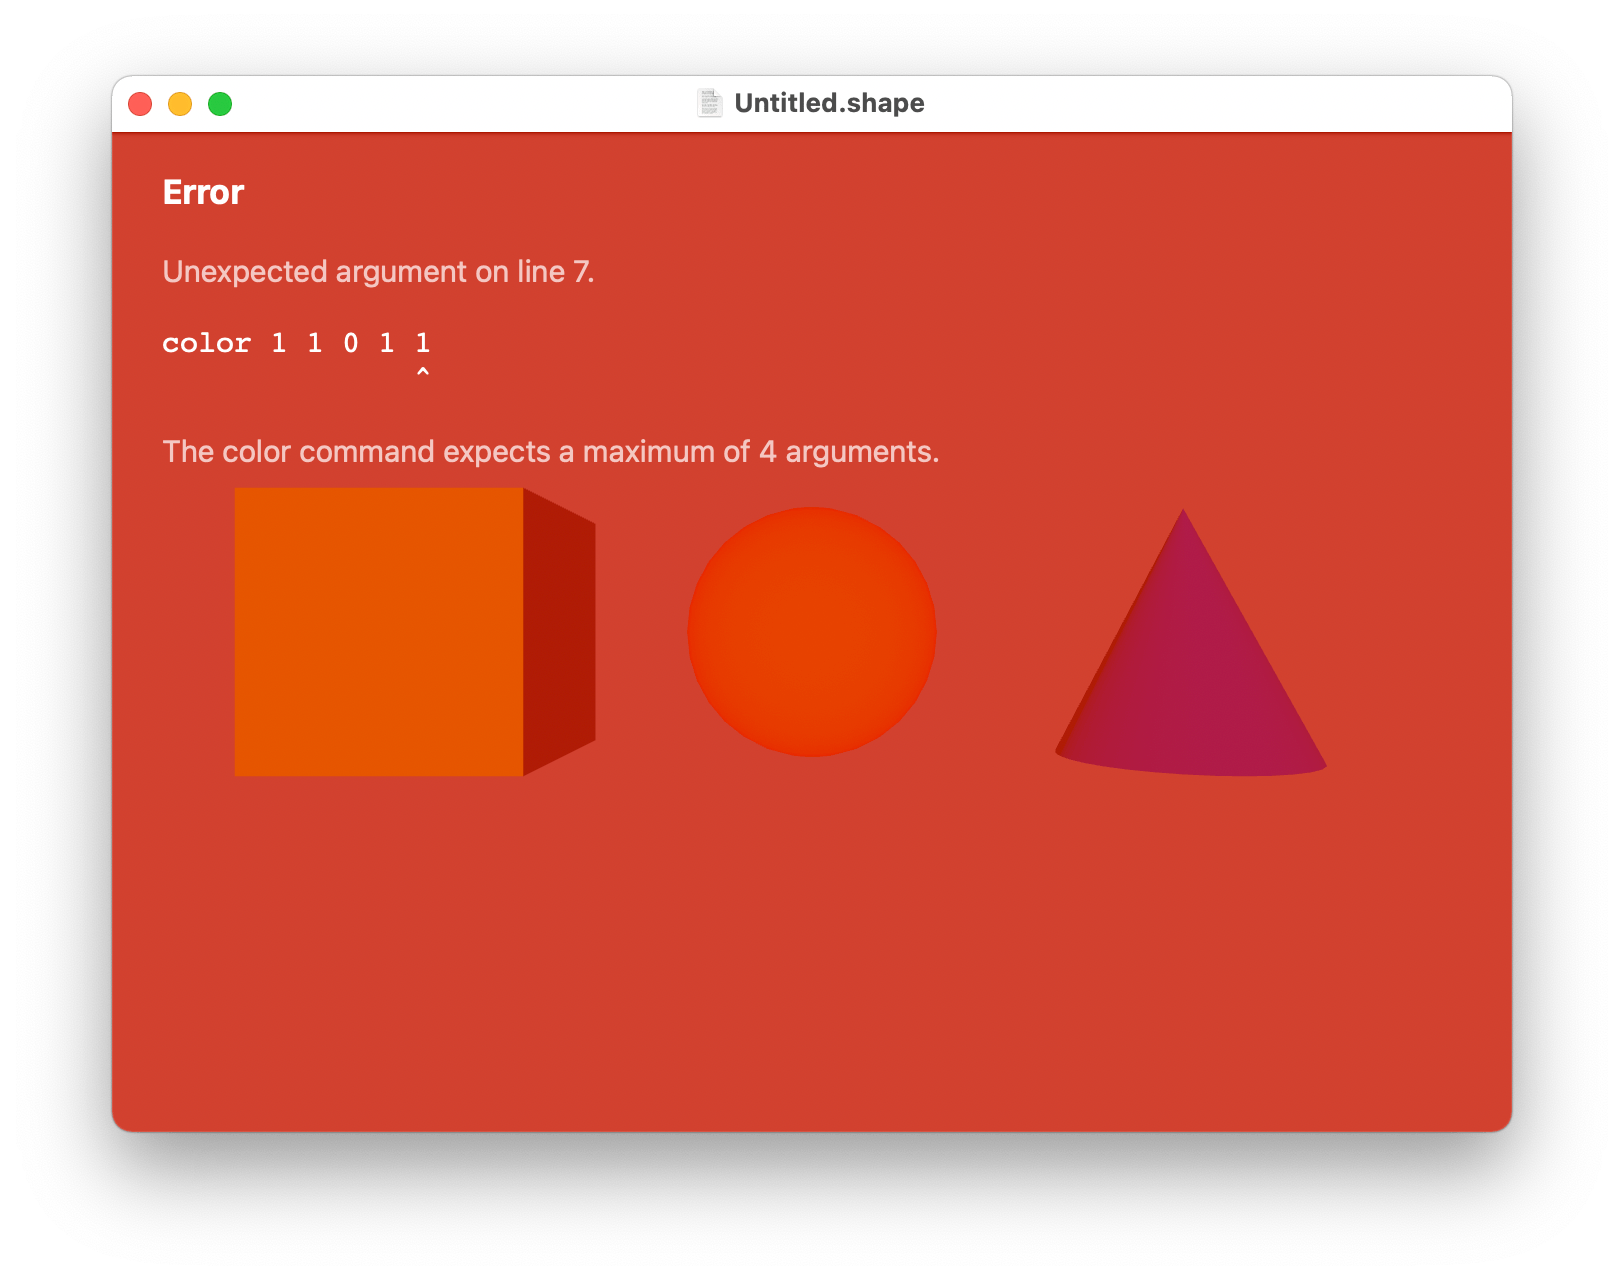 Untitled.shape
Error
Unexpected argument on line 7.
color 1 1 0 1 1
^
The color command expects a maximum of 4 arguments.